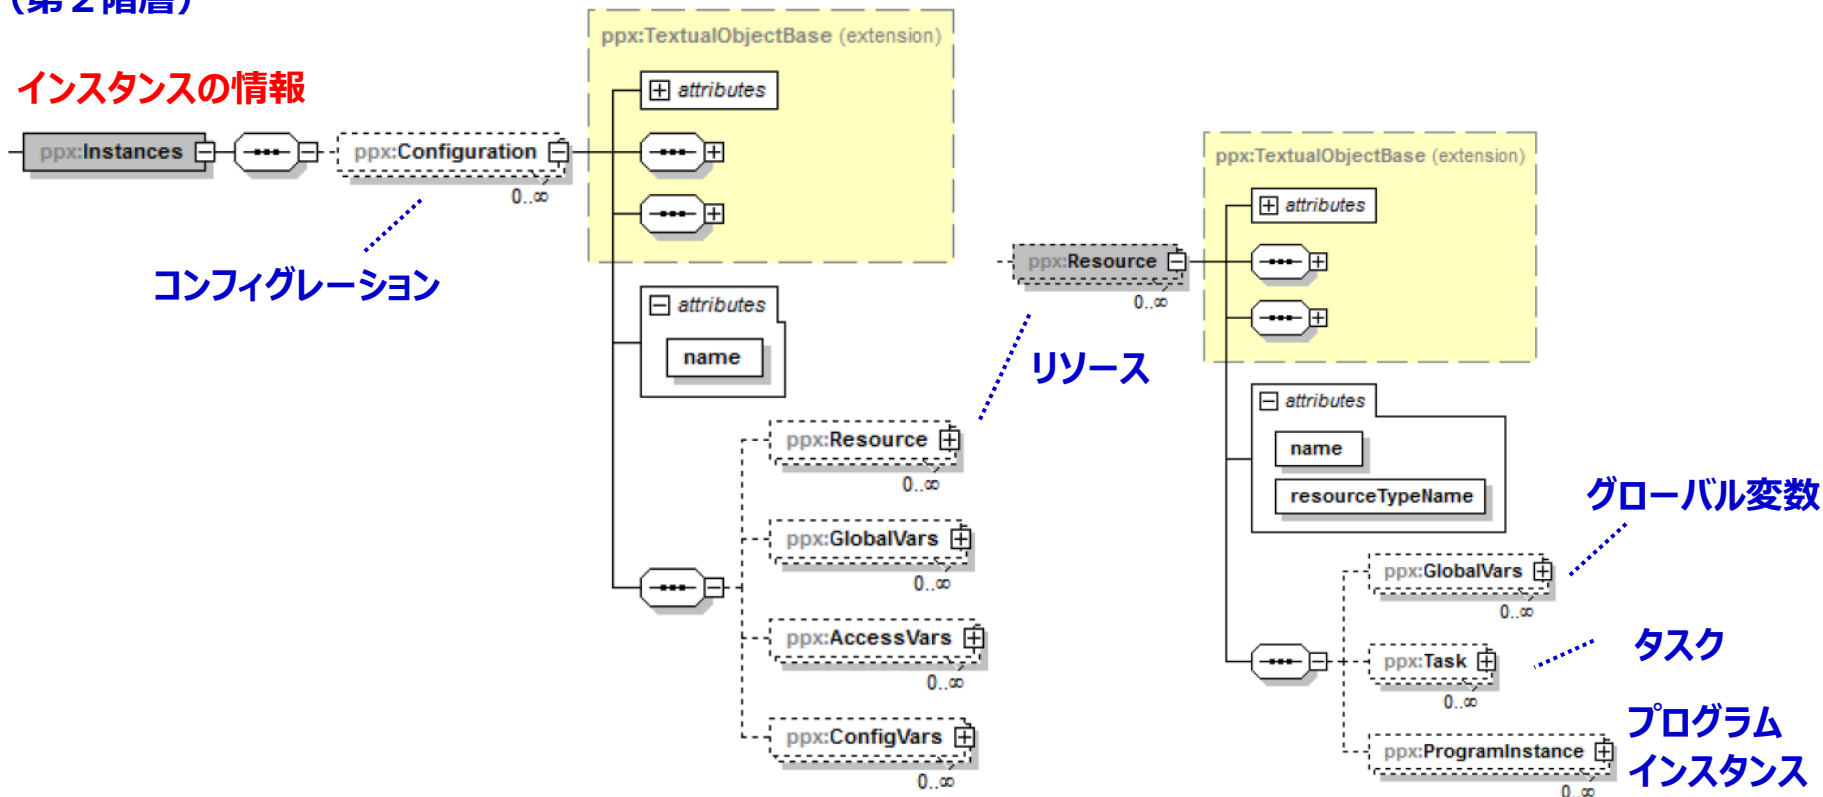 （第２階層）
インスタンスの情報
ppx:Instances
ppx:Configuration
0..∞
コンフィグレーション
ppx:TextualObjectBase (extension)
attributes
attributes
name
ppx:Resource
0..∞
ppx:GlobalVars
0..∞
ppx:AccessVars
0..∞
ppx:ConfigVars
0..∞
ppx:Resource
0..∞
リソース
ppx:TextualObjectBase (extension)
attributes
attributes
name
resourceTypeName
ppx:GlobalVars
0..∞
グローバル変数
ppx:Task
0..∞
タスク
ppx:ProgramInstance
0..∞
プログラム
インスタンス